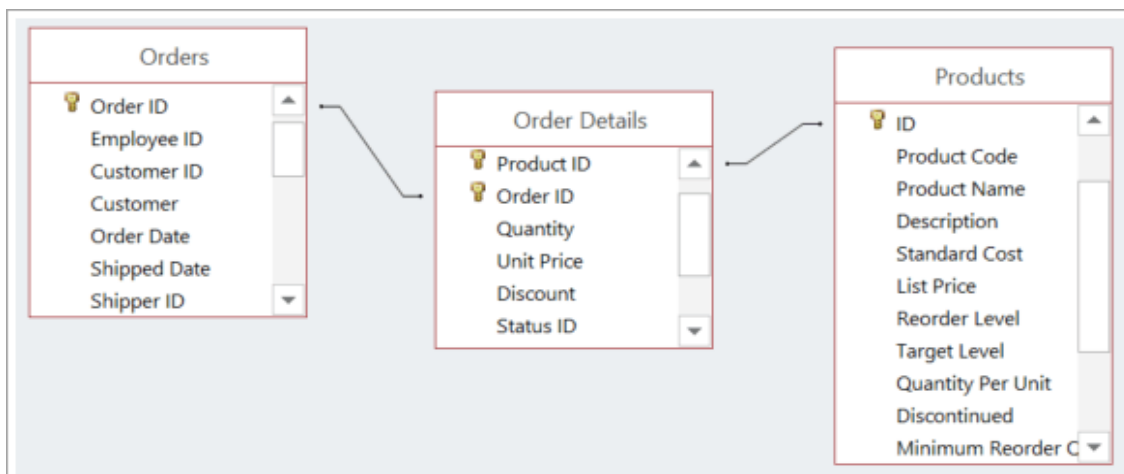 Orders
Order ID
Employee ID
Customer ID
Customer
Order Date
Shipped Date
Shipper ID
Order Details
Product ID
Order ID
Quantity
Unit Price
Discount
Status ID
Products
ID
Product Code
Product Name
Description
Standard Cost
List Price
Reorder Level
Target Level
Quantity Per Unit
Discontinued
Minimum Reorder